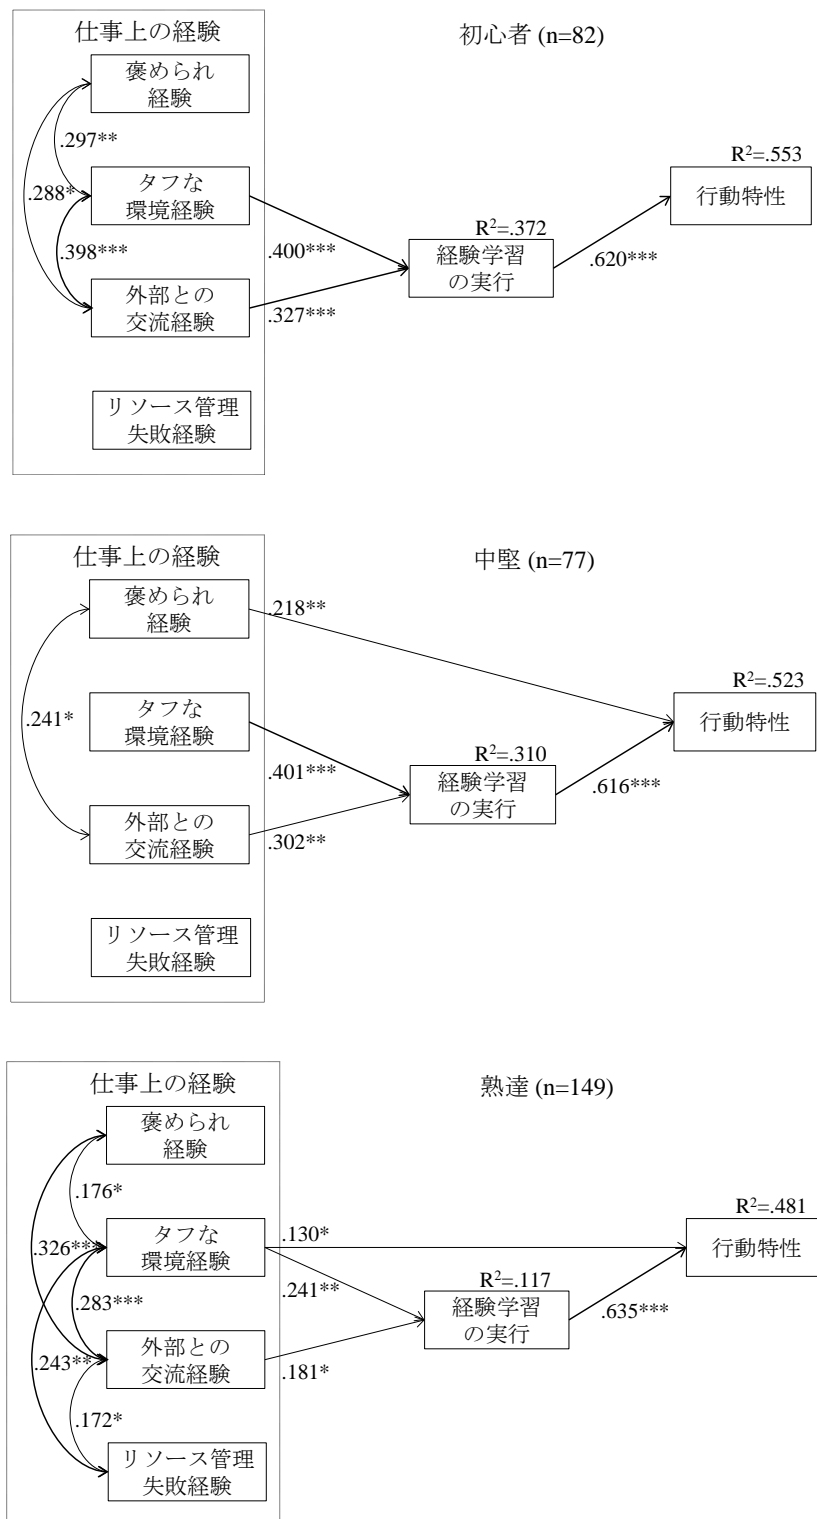 仕事上の経験
初心者 (n=82)
褒められ
経験
.297**
R²=.553
.288*
タフな
環境経験
行動特性
R²=.372
.398***
.400***
経験学習
の実行
.620***
外部との
交流経験
.327***
リソース管理
失敗経験
仕事上の経験
中堅 (n=77)
褒められ
経験
.218**
R²=.523
.241*
タフな
環境経験
行動特性
R²=.310
.401***
経験学習
の実行
.616***
外部との
交流経験
.302**
リソース管理
失敗経験
仕事上の経験
熟達 (n=149)
褒められ
経験
.176*
R²=.481
.326***
タフな
環境経験
.130*
行動特性
R²=.117
.283***
.241**
経験学習
の実行
.635***
.243**
外部との
交流経験
.181*
.172*
リソース管理
失敗経験